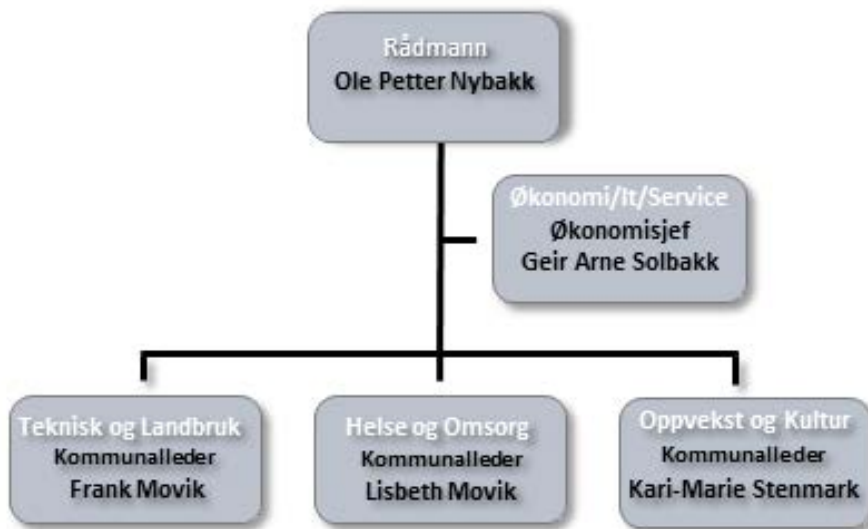 Rådmann
Ole Petter Nybakk
Økonomi/It/Service
Økonomisjef
Geir Arne Solbakk
Teknisk og Landbruk
Kommunalleder
Frank Movik
Helse og Omsorg
Kommunalleder
Lisbeth Movik
Oppvekst og Kultur
Kommunalleder
Kari-Marie Stenmark